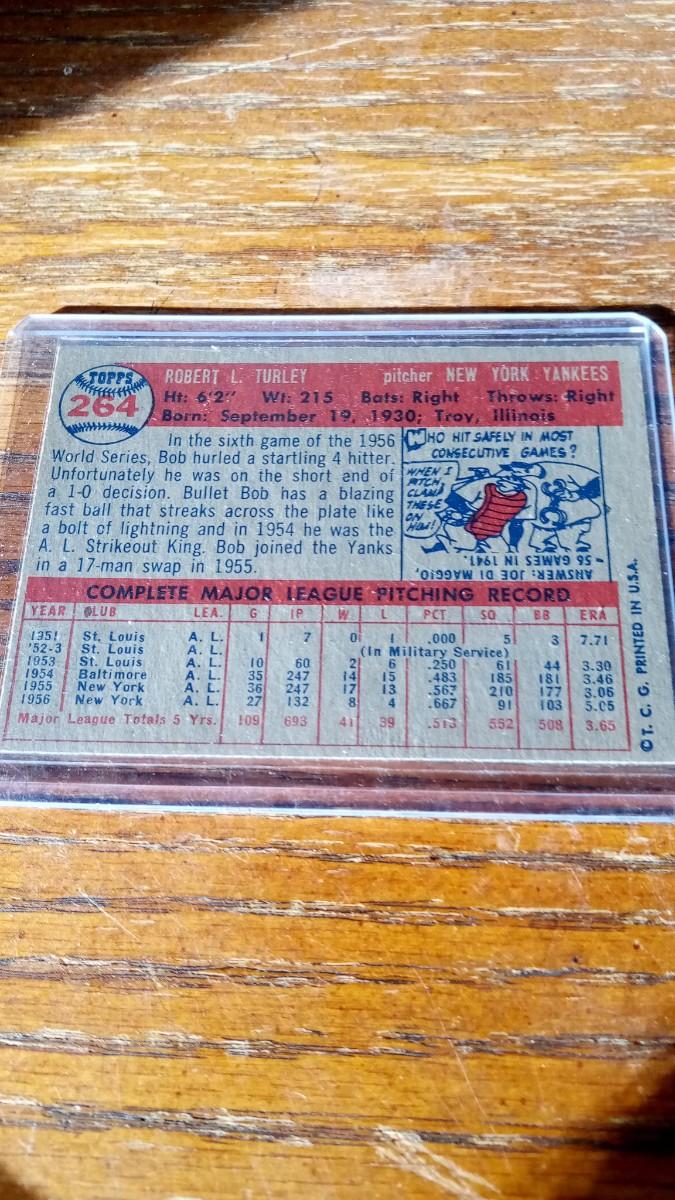 TOPPS
264
ROBERT L. TURLEY pitcher NEW YORK YANKEES
Ht: 6'2" Wt: 215 Bats: Right Throws: Right
Born: September 19, 1930; Troy, Illinois
In the sixth game of the 1956
World Series, Bob hurled a startling 4 hitter.
Unfortunately he was on the short end of
a 1-0 decision. Bullet Bob has a blazing
fast ball that streaks across the plate like
a bolt of lightning and in 1954 he was the
A. L. Strikeout King. Bob joined the Yanks
in a 17-man swap in 1955.
WHO HIT SAFELY IN MOST
CONSECUTIVE GAMES?
WHEN I
PITCH,
CLAMP
THESE
ON
HIM!
ANSWER: JOE DI MAGGIO,
- 56 GAMES IN 1941.
COMPLETE MAJOR LEAGUE PITCHING RECORD
YEAR CLUB LEA. G IP W L PCT. SO BB ERA
1951 St. Louis A. L. 1 7 0 1 .000 5 3 7.71
'52-3 St. Louis A. L. (In Military Service)
1953 St. Louis A. L. 10 60 2 6 .250 61 44 3.30
1954 Baltimore A. L. 35 247 14 15 .483 185 181 3.46
1955 New York A. L. 36 247 17 13 .567 210 177 3.06
1956 New York A. L. 27 132 8 4 .667 91 103 5.05
Major League Totals 5 Yrs. 109 693 41 39 .513 552 508 3.65
©T. C. G. PRINTED IN U.S.A.